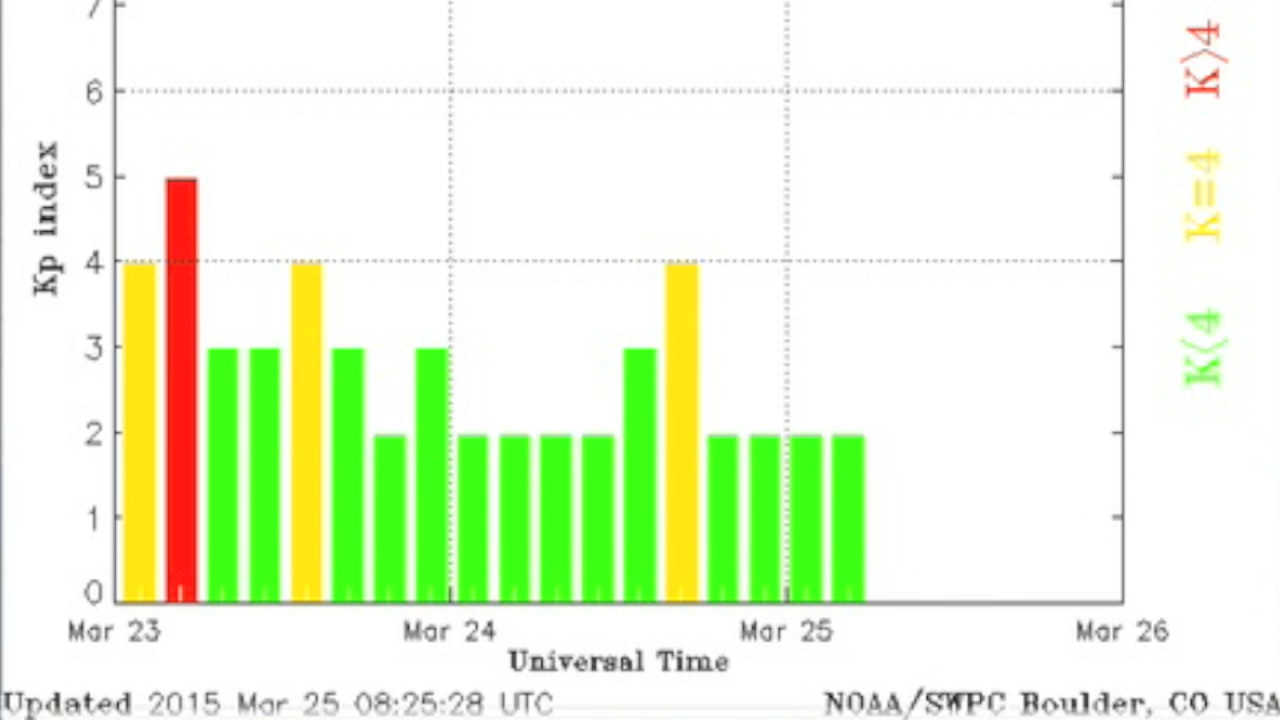 7
6
5
4
3
2
1
0
Kp index
Mar 23 Mar 24 Mar 25 Mar 26
Universal Time
Updated 2015 Mar 25 08:25:28 UTC
NOAA/SWPC Boulder, CO USA
K<4 K=4 K>4